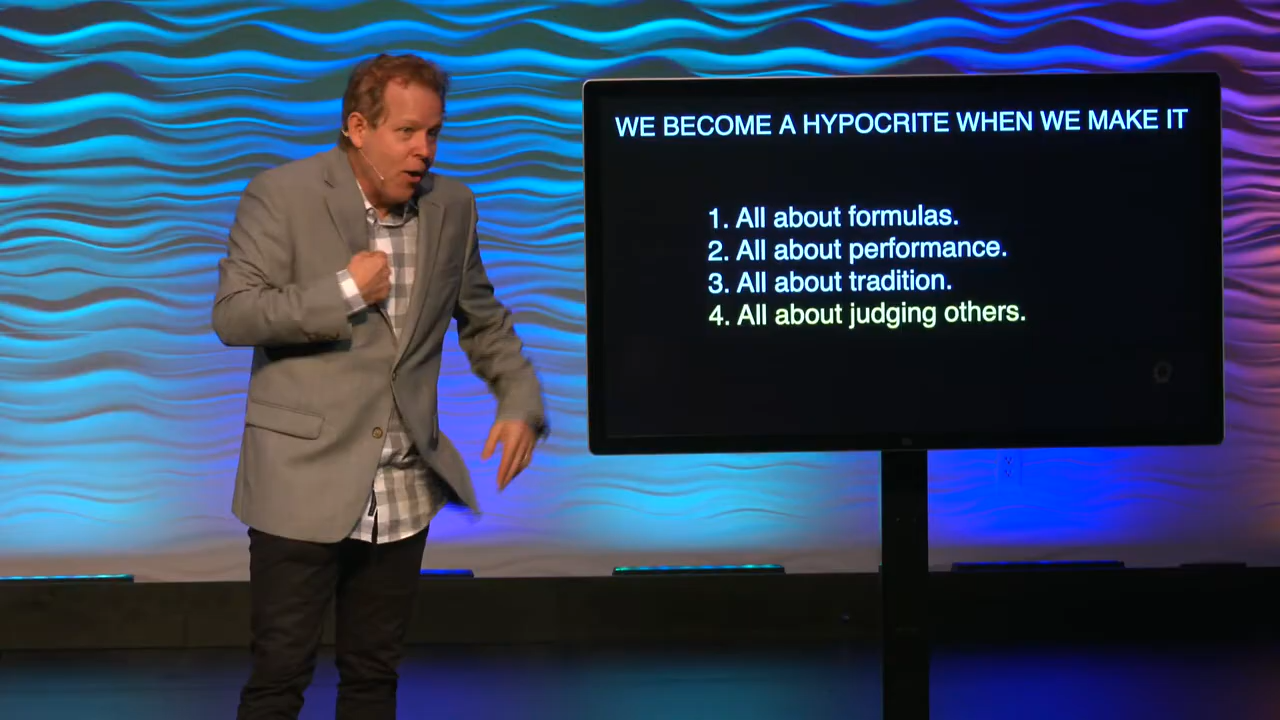 WE BECOME A HYPOCRITE WHEN WE MAKE IT
1. All about formulas.
2. All about performance.
3. All about tradition.
4. All about judging others.